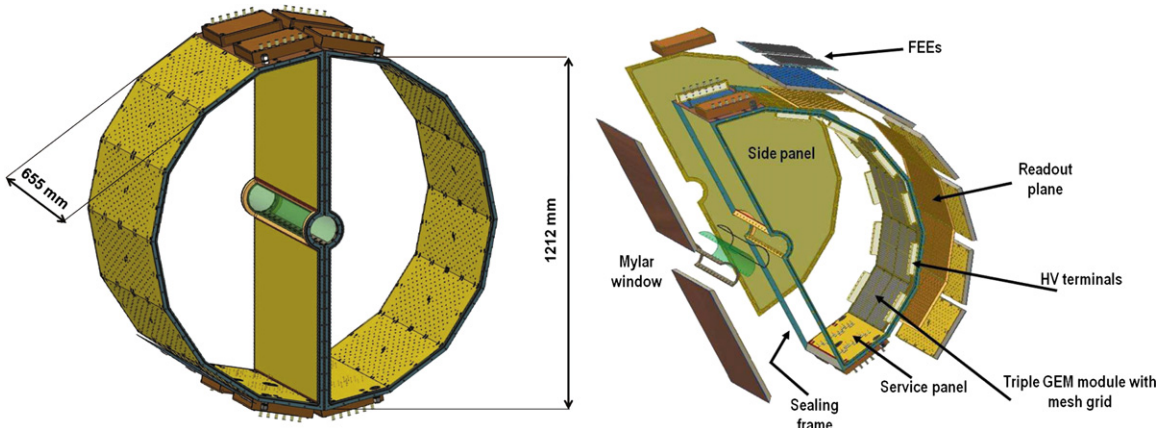 655 mm
1212 mm
FEEs
Side panel
Readout
plane
Mylar
window
HV terminals
Service panel
Triple GEM module with
mesh grid
Sealing
frame